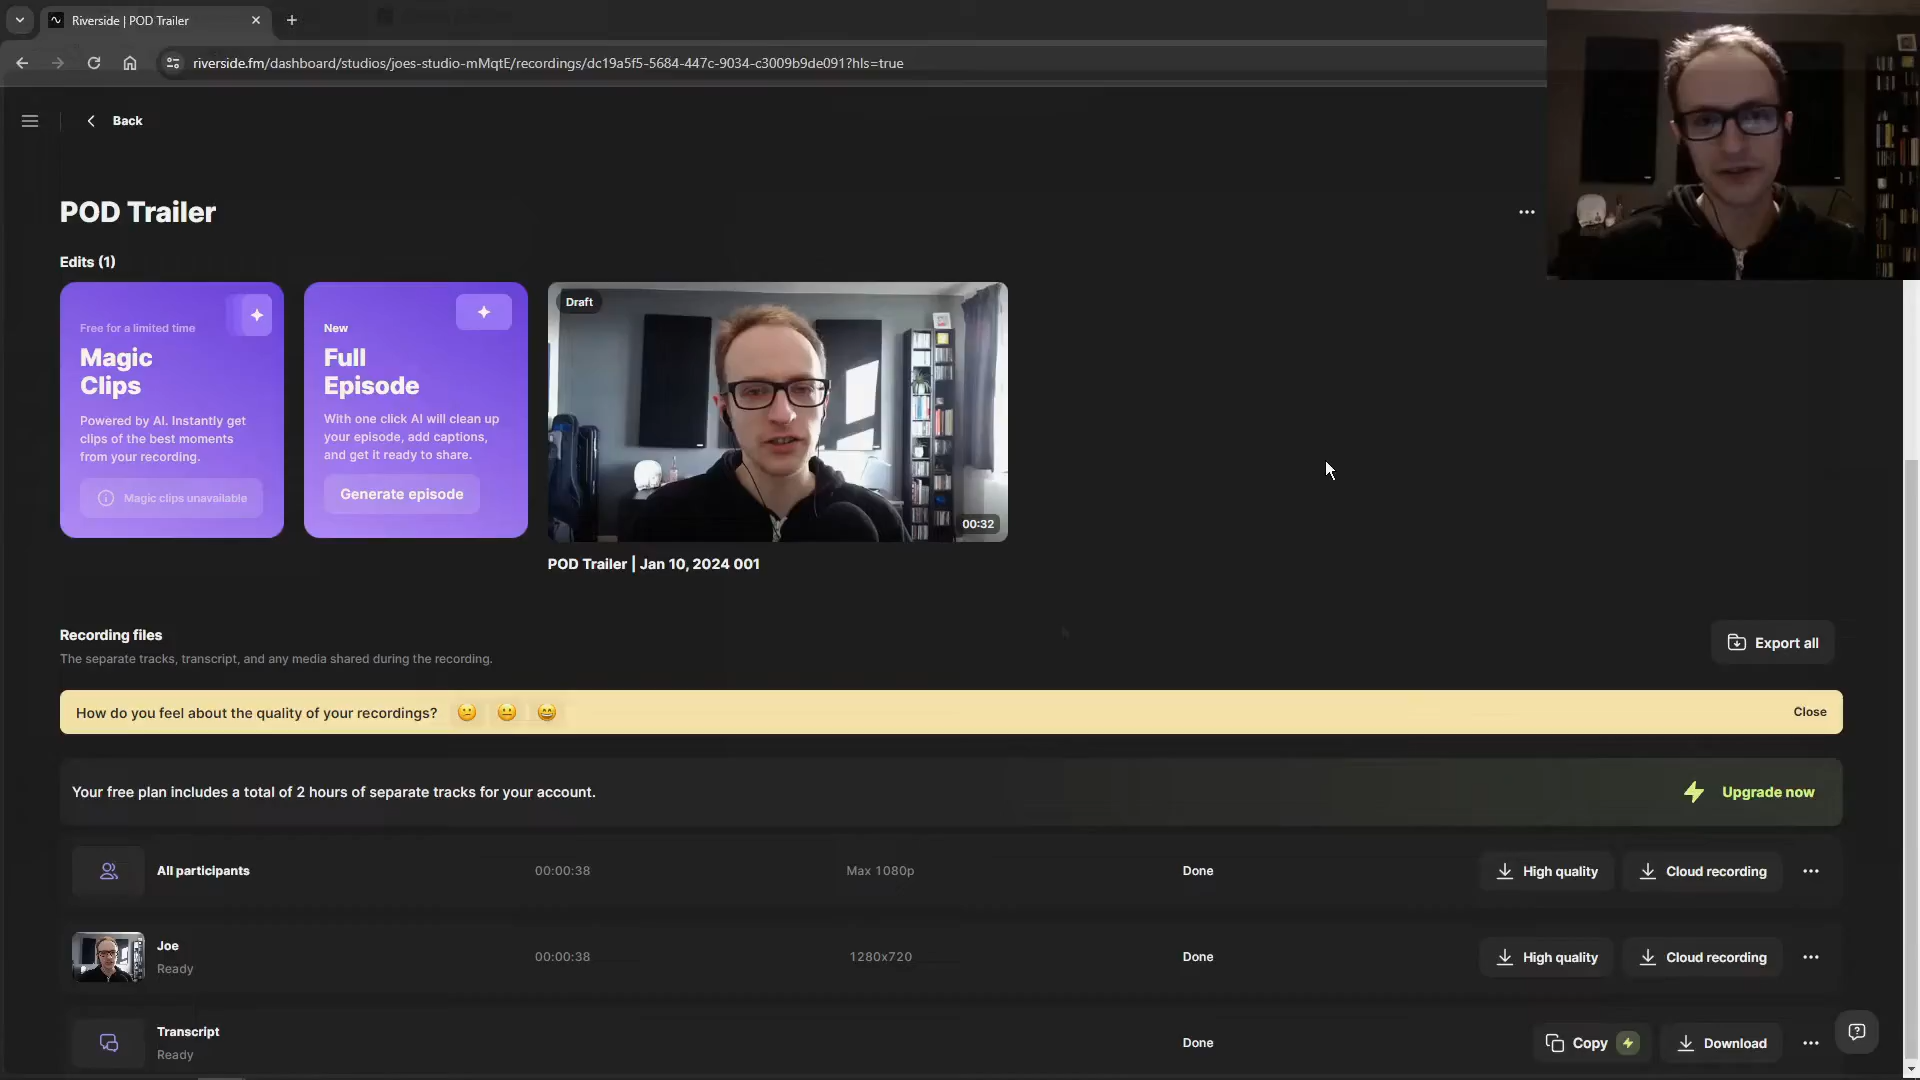 Riverside | POD Trailer
riverside.fm/dashboard/studios/joes-studio-mMqtE/recordings/dc19a5f5-5684-447c-9034-c3009b9de091?hls=true
Back
POD Trailer
Edits (1)
Free for a limited time
Magic
Clips
Powered by AI. Instantly get
clips of the best moments
from your recording.
Magic clips unavailable
New
Full
Episode
With one click AI will clean up
your episode, add captions,
and get it ready to share.
Generate episode
Draft
00:32
POD Trailer | Jan 10, 2024 001
Recording files
The separate tracks, transcript, and any media shared during the recording.
Export all
How do you feel about the quality of your recordings?
Close
Your free plan includes a total of 2 hours of separate tracks for your account.
Upgrade now
All participants
00:00:38
Max 1080p
Done
High quality
Cloud recording
Joe
Ready
00:00:38
1280x720
Done
High quality
Cloud recording
Transcript
Ready
Done
Copy
Download